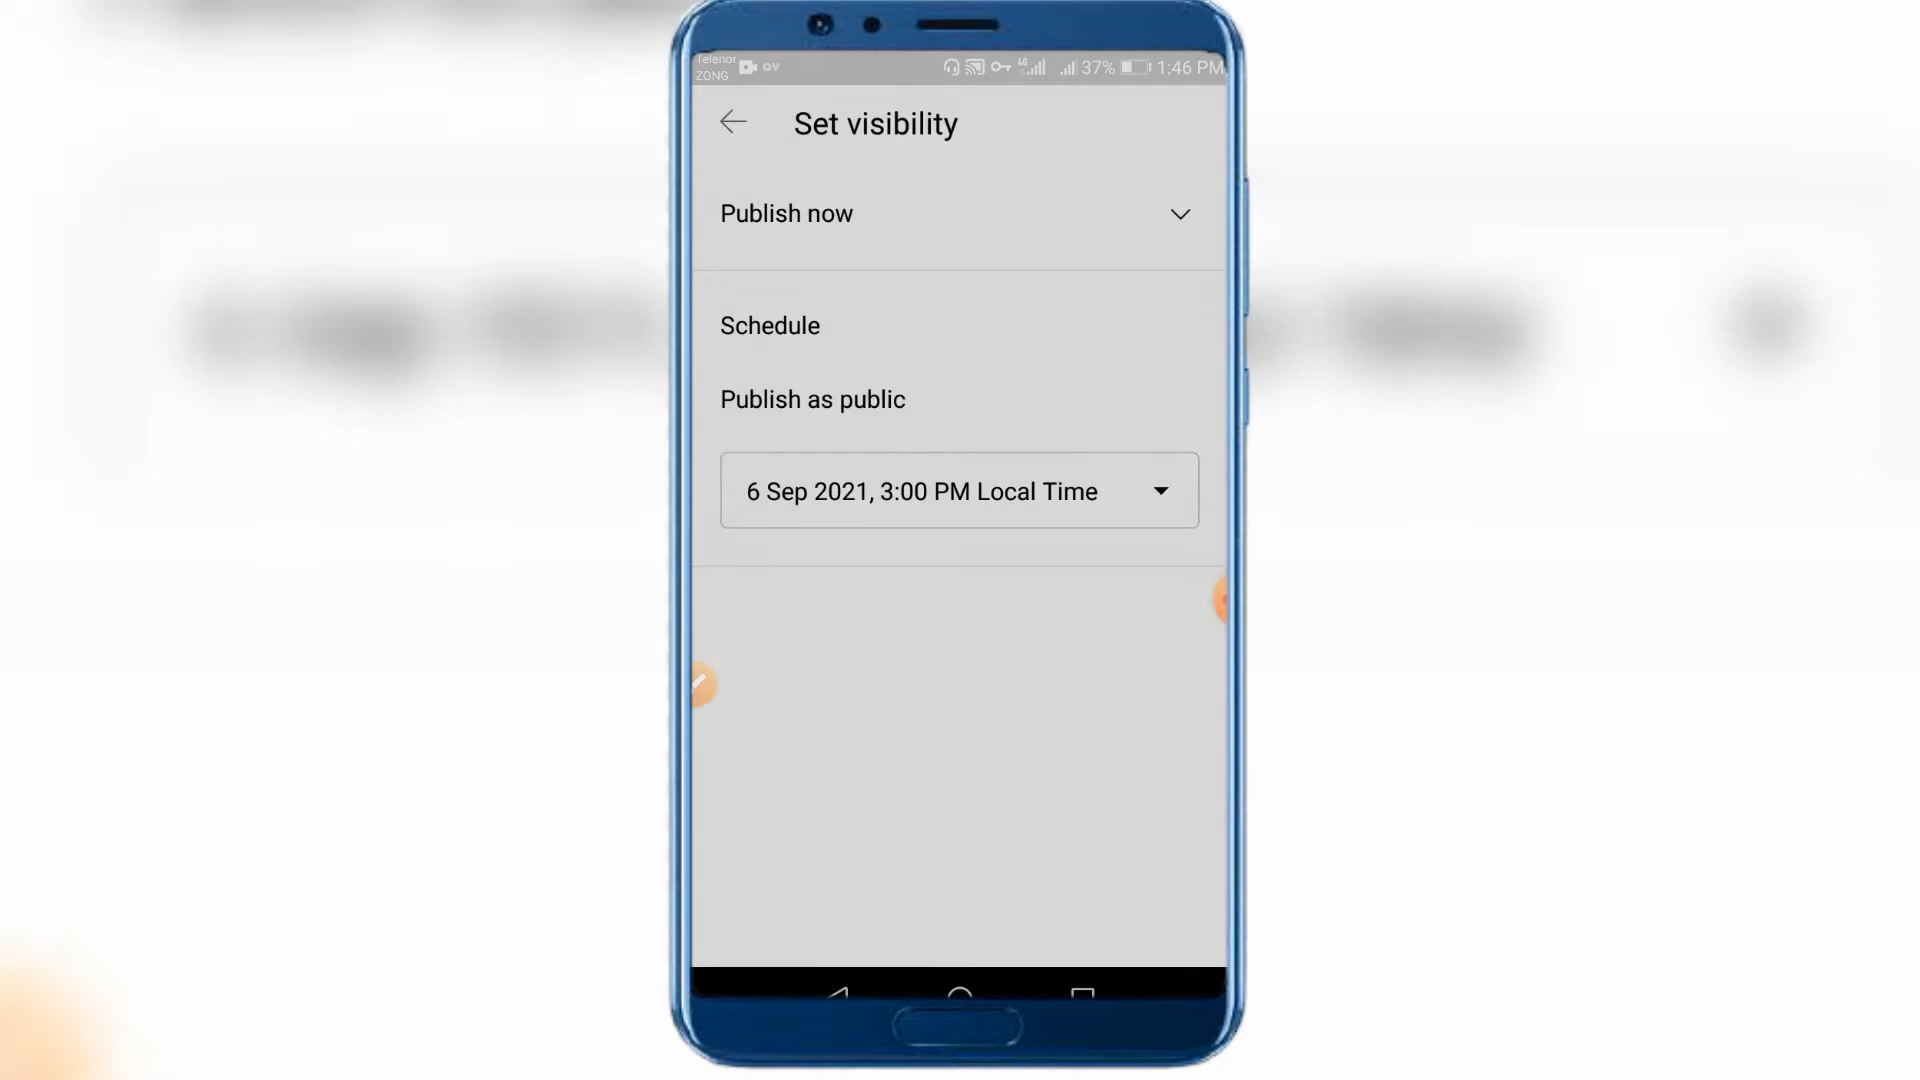 Telenor
ZONG
4G 37% 1:46 PM
Set visibility
Publish now
Schedule
Publish as public
6 Sep 2021, 3:00 PM Local Time